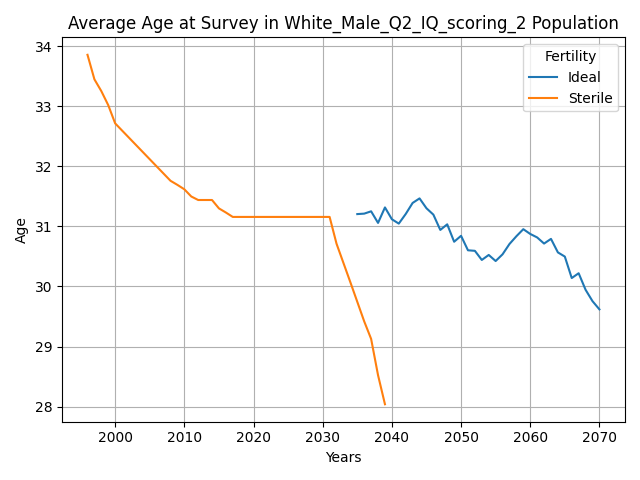 Average Age at Survey in White_Male_Q2_IQ_scoring_2 Population
Fertility
Ideal
Sterile
34
33
32
31
30
29
28
Age
2000 2010 2020 2030 2040 2050 2060 2070
Years